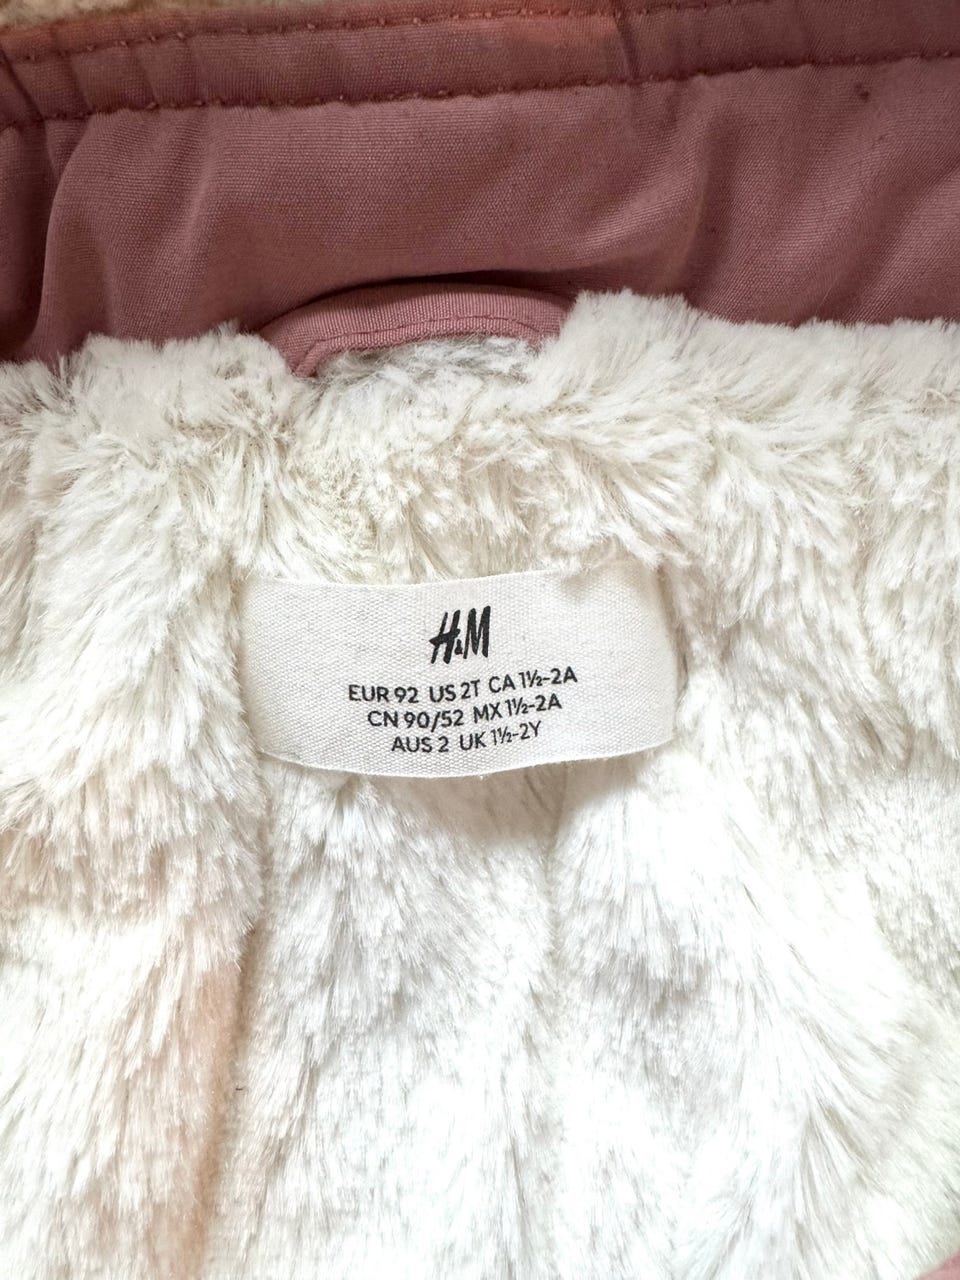 H&M
EUR 92 US 2T CA 1½-2A
CN 90/52 MX 1½-2A
AUS 2 UK 1½-2Y